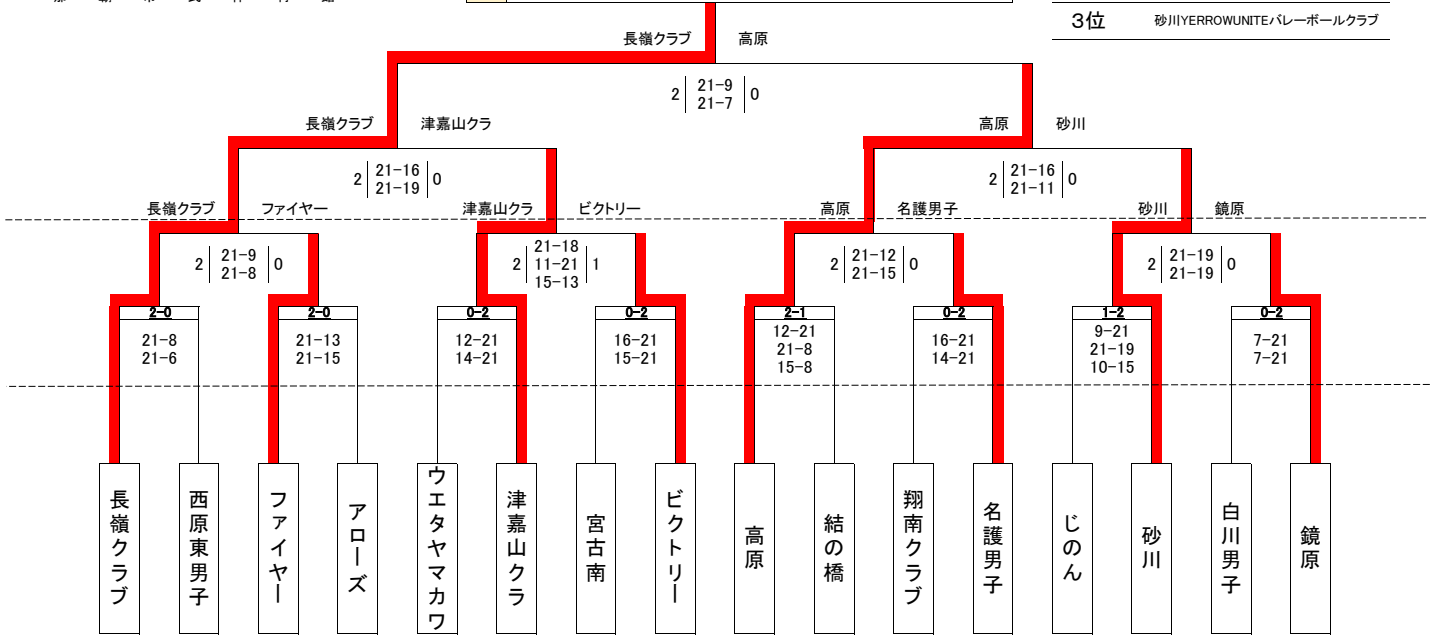 3位 砂川YERROWUNITEバレーボールクラブ
長嶺クラブ 高原
2 21-9 0
21-7
長嶺クラブ 津嘉山クラ 高原 砂川
2 21-16 0 2 21-16 0
21-19 21-11
長嶺クラブ ファイヤー 津嘉山クラ ビクトリー 高原 名護男子 砂川 鏡原
2 21-9 0 2 21-18 1 2 21-12 0 2 21-19 0
21-8 11-21 21-15 21-19
15-13
2-0 2-0 0-2 0-2 2-1 0-2 1-2 0-2
21-8 21-13 12-21 16-21 12-21 16-21 9-21 7-21
21-6 21-15 14-21 15-21 21-8 14-21 21-19 7-21
15-8 10-15
長嶺クラブ
西原東男子
ファイヤー
アローズ
ウエタヤマカワ
津嘉山クラ
宮古南
ビクトリー
高原
結の橋
翔南クラブ
名護男子
じのん
砂川
白川男子
鏡原